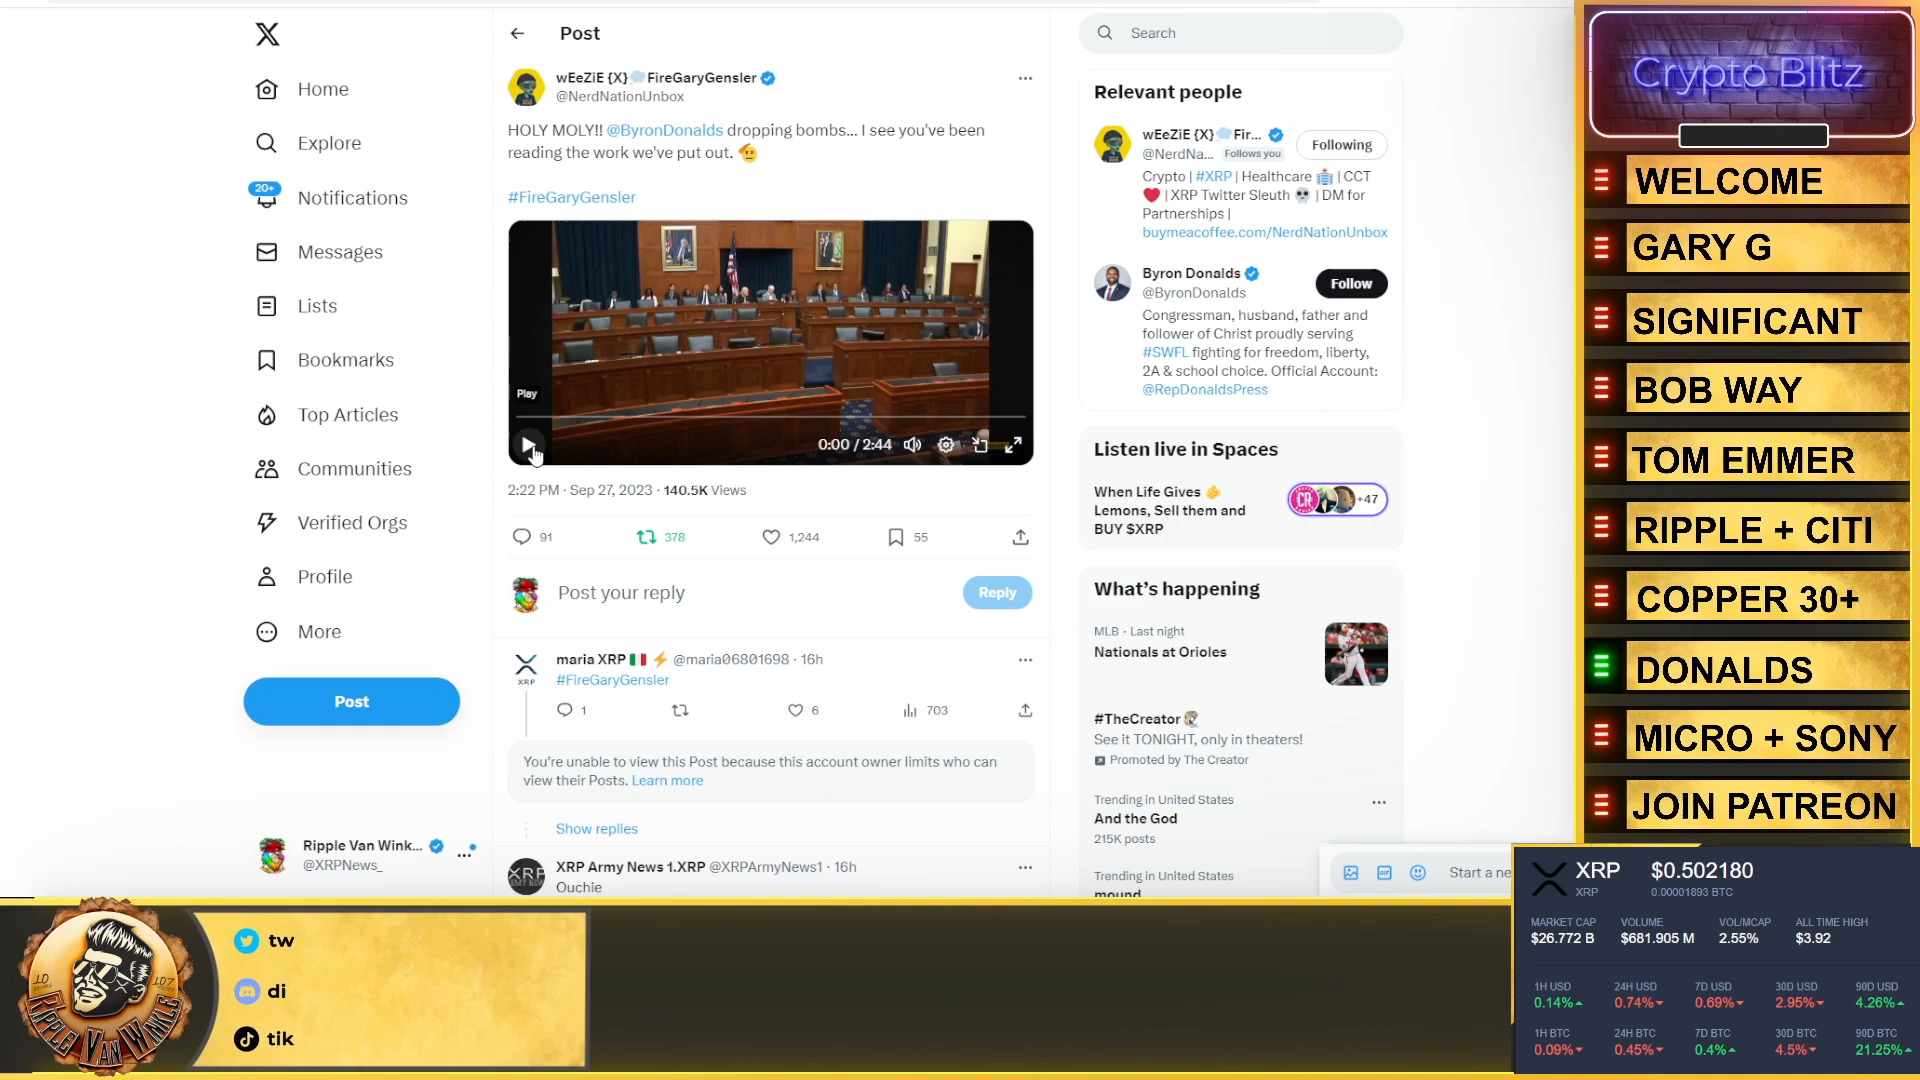 Home
Explore
20+
Notifications
Messages
Lists
Bookmarks
Top Articles
Communities
Verified Orgs
Profile
More
Post
Ripple Van Wink...
@XRPNews_
Post
wEeZiE {X}💭FireGaryGensler
@NerdNationUnbox
HOLY MOLY!! @ByronDonalds dropping bombs... I see you've been
reading the work we've put out. 🫡
#FireGaryGensler
Play
0:00 / 2:44
2:22 PM · Sep 27, 2023 · 140.5K Views
91
378
1,244
55
Post your reply
Reply
XRP
maria XRP 🇮🇹 ⚡ @maria06801698 · 16h
#FireGaryGensler
1
6
703
You're unable to view this Post because this account owner limits who can
view their Posts. Learn more
Show replies
XRP Army News 1.XRP @XRPArmyNews1 · 16h
Ouchie
Search
Relevant people
wEeZiE {X}💭Fir...
Following
@NerdNa... Follows you
Crypto | #XRP | Healthcare 🏥 | CCT
❤️ | XRP Twitter Sleuth 💀 | DM for
Partnerships |
buymeacoffee.com/NerdNationUnbox
Byron Donalds
@ByronDonalds
Follow
Congressman, husband, father and
follower of Christ proudly serving
#SWFL fighting for freedom, liberty,
2A & school choice. Official Account:
@RepDonaldsPress
Listen live in Spaces
When Life Gives 🍋
Lemons, Sell them and
BUY $XRP
CR
+47
What's happening
MLB · Last night
Nationals at Orioles
#TheCreator
See it TONIGHT, only in theaters!
Promoted by The Creator
Trending in United States
And the God
215K posts
Trending in United States
mound
GIF
Start a ne
Crypto Blitz
WELCOME
GARY G
SIGNIFICANT
BOB WAY
TOM EMMER
RIPPLE + CITI
COPPER 30+
DONALDS
MICRO + SONY
JOIN PATREON
XRP
XRP
$0.502180
0.00001893 BTC
MARKET CAP
VOLUME
VOL/MCAP
ALL TIME HIGH
$26.772 B
$681.905 M
2.55%
$3.92
1H USD
24H USD
7D USD
30D USD
90D USD
0.14%
0.74%
0.69%
2.95%
4.26%
1H BTC
24H BTC
7D BTC
30D BTC
90D BTC
0.09%
0.45%
0.4%
4.5%
21.25%
10
107
RIPPLE VAN WINKLE
tw
di
tik